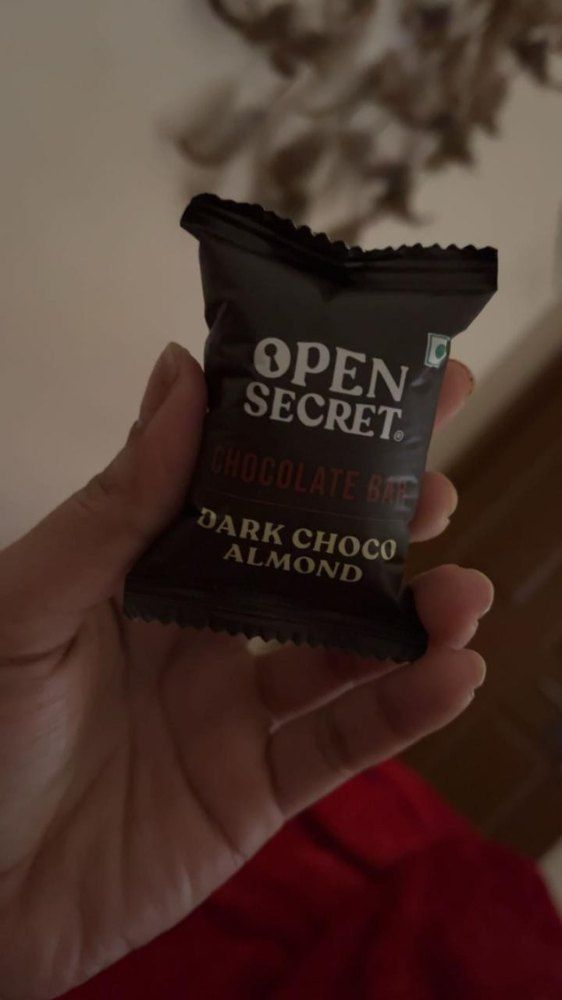 OPEN
SECRET®
CHOCOLATE BAR
DARK CHOCO
ALMOND